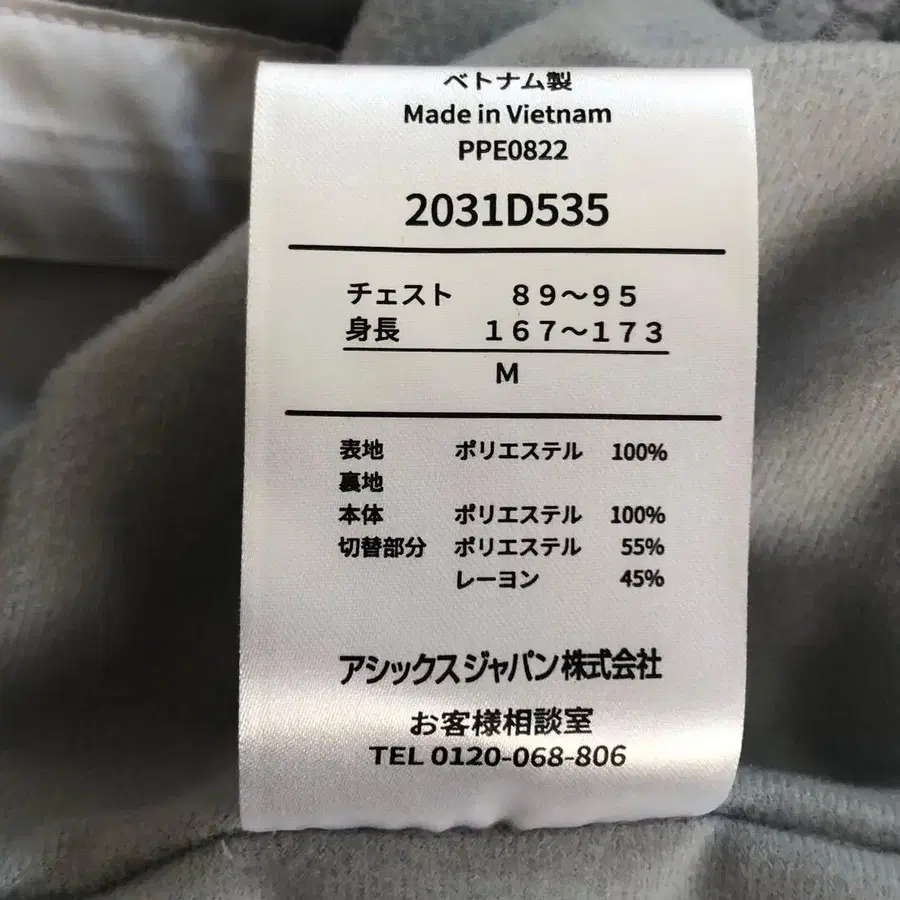 ベトナム製
Made in Vietnam
PPE0822
2031D535
チェスト ８９～９５
身長 １６７～１７３
M
表地 ポリエステル 100%
裏地
本体 ポリエステル 100%
切替部分 ポリエステル 55%
レーヨン 45%
アシックスジャパン株式会社
お客様相談室
TEL 0120-068-806